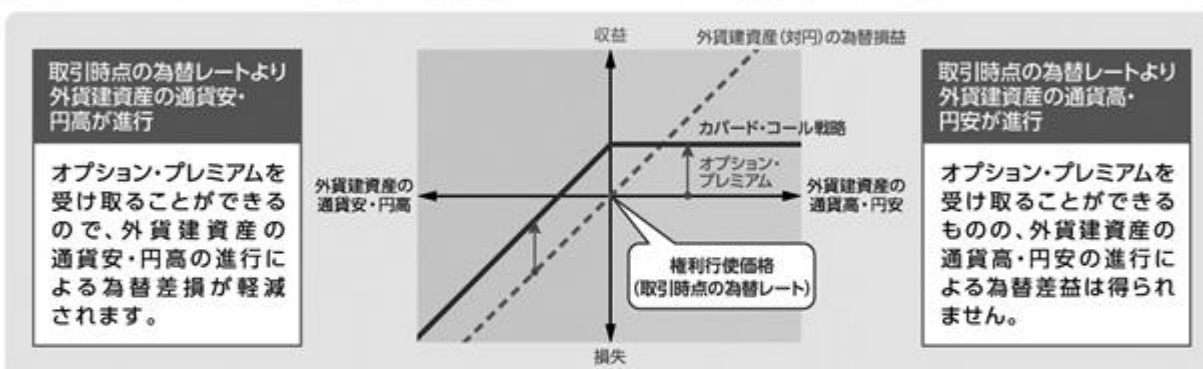 取引時点の為替レートより
外貨建資産の通貨安・
円高が進行
オプション・プレミアムを
受け取ることができる
ので、外貨建資産の
通貨安・円高の進行に
よる為替差損が軽減
されます。
収益
外貨建資産(対円)の為替損益
カバード・コール戦略
オプション・
プレミアム
外貨建資産の
通貨安・円高
外貨建資産の
通貨高・円安
権利行使価格
(取引時点の為替レート)
損失
取引時点の為替レートより
外貨建資産の通貨高・
円安が進行
オプション・プレミアムを
受け取ることができる
ものの、外貨建資産の
通貨高・円安の進行に
よる為替差益は得られ
ません。